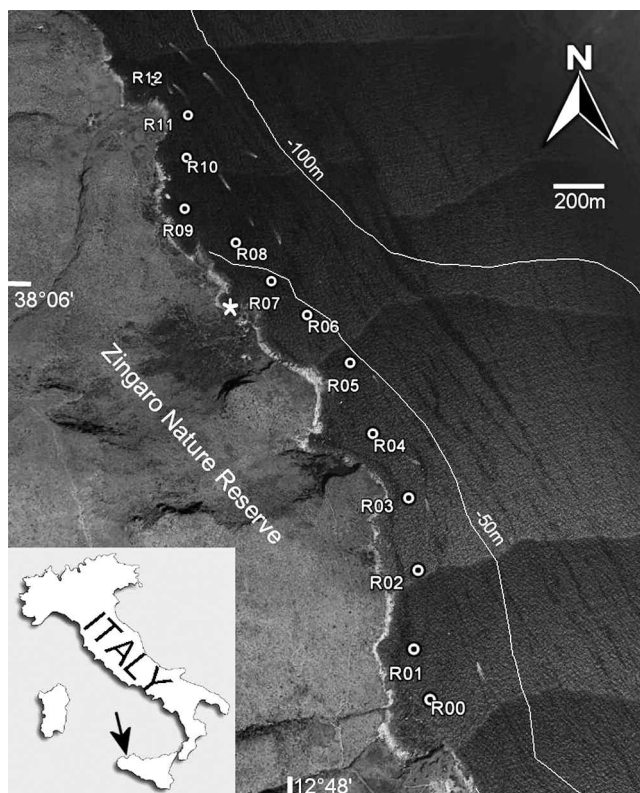 R12
N
R11
-100m
R10
200m
R09
R08
38°06'
R07
R06
Zingaro Nature Reserve
R05
R04
R03
-50m
R02
ITALY
R01
R00
12°48'